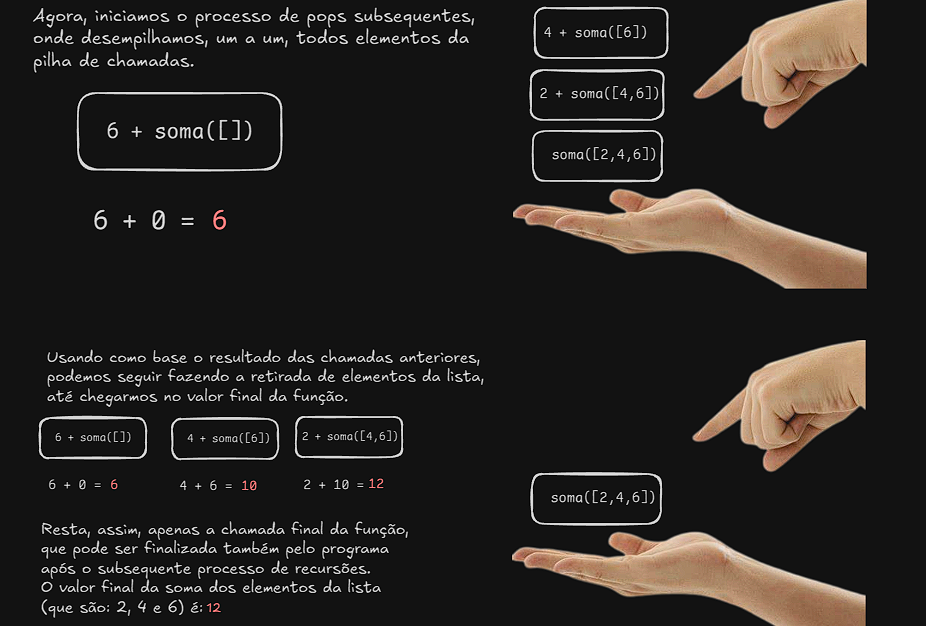 Agora, iniciamos o processo de pops subsequentes,
onde desempilhamos, um a um, todos elementos da
pilha de chamadas.
6 + soma([])
6 + 0 = 6
4 + soma([6])
2 + soma([4,6])
soma([2,4,6])
Usando como base o resultado das chamadas anteriores,
podemos seguir fazendo a retirada de elementos da lista,
até chegarmos no valor final da função.
6 + soma([])
4 + soma([6])
2 + soma([4,6])
6 + 0 = 6
4 + 6 = 10
2 + 10 = 12
Resta, assim, apenas a chamada final da função,
que pode ser finalizada também pelo programa
após o subsequente processo de recursões.
O valor final da soma dos elementos da lista
(que são: 2, 4 e 6) é: 12
soma([2,4,6])